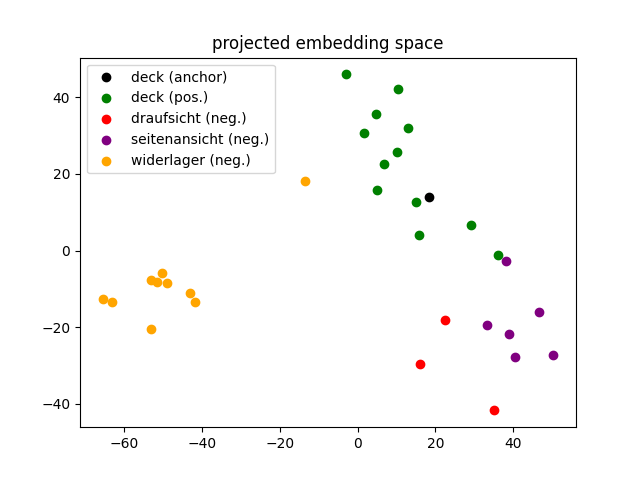 projected embedding space
deck (anchor)
deck (pos.)
draufsicht (neg.)
seitenansicht (neg.)
widerlager (neg.)
40
20
0
−20
−40
−60
−40
−20
0
20
40